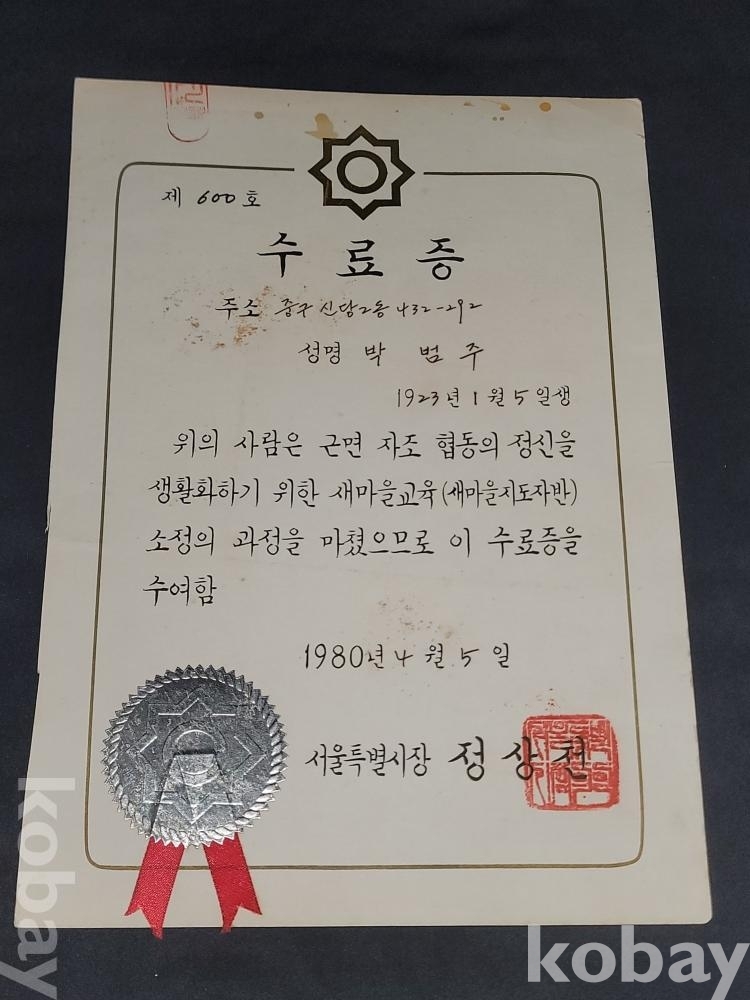 제 600 호
수료증
주소 중구 신당2동 432-292
성명 박 범 주
1923년 1월 5일생
위의 사람은 근면 자조 협동의 정신을
생활화하기 위한 새마을교육(새마을지도자반)
소정의 과정을 마쳤으므로 이 수료증을
수여함
1980년 4월 5일
서울특별시장 정상천
kobay
kobay